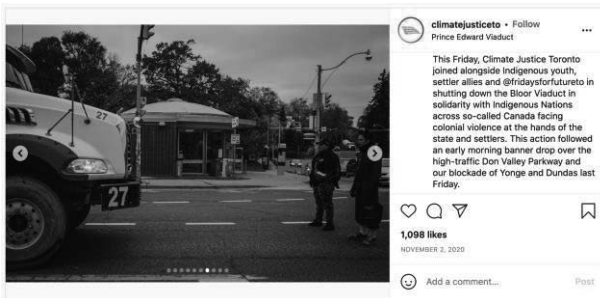 27
27
climatejusticeto • Follow
Prince Edward Viaduct
This Friday, Climate Justice Toronto
joined alongside Indigenous youth,
settler allies and @fridaysforfutureto in
shutting down the Bloor Viaduct in
solidarity with Indigenous Nations
across so-called Canada facing
colonial violence at the hands of the
state and settlers. This action followed
an early morning banner drop over the
high-traffic Don Valley Parkway and
our blockade of Yonge and Dundas last
Friday.
1,098 likes
NOVEMBER 2, 2020
Add a comment...
Post